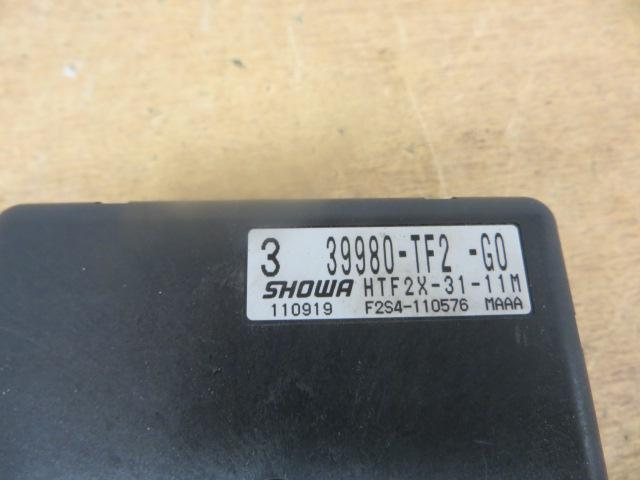 3 39980-TF2 -G0
SHOWA HTF2X-31-11M
110919 F2S4-110576 MAAA